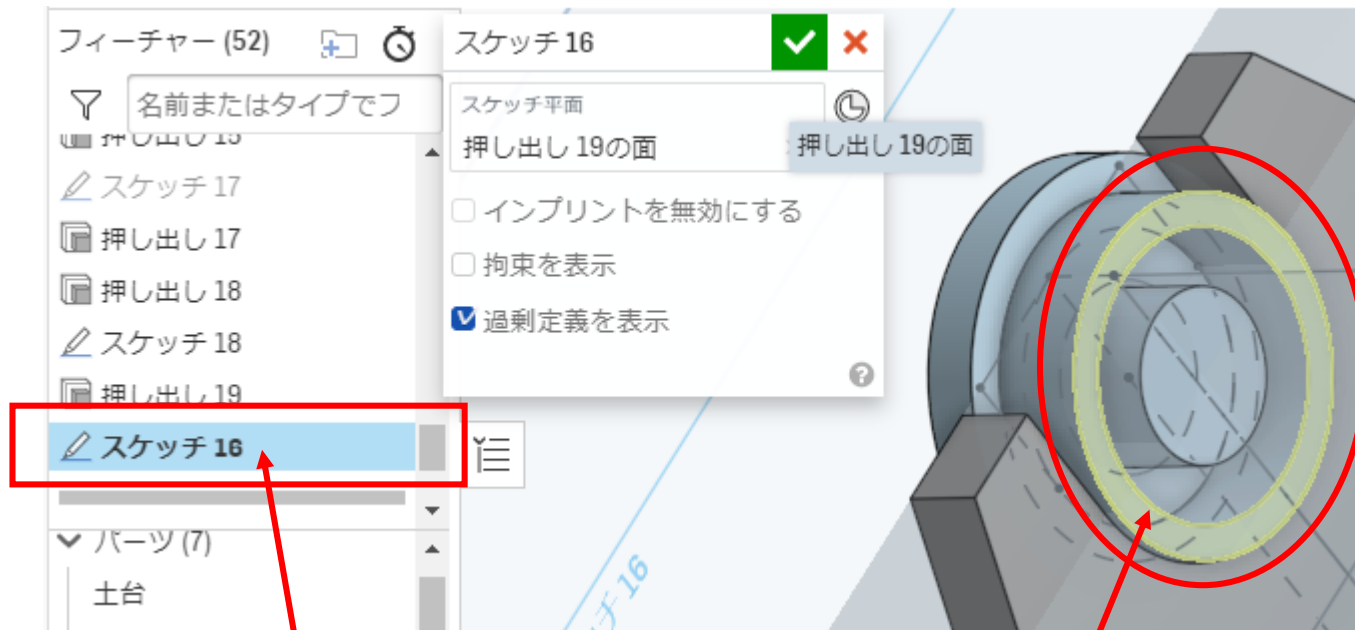 フィーチャー (52)
名前またはタイプでフ
押し出し 15
スケッチ 17
押し出し 17
押し出し 18
スケッチ 18
押し出し 19
スケッチ 16
パーツ (7)
土台
スケッチ 16
スケッチ平面
押し出し 19の面
押し出し 19の面
インプリントを無効にする
拘束を表示
過剰定義を表示
チ 16